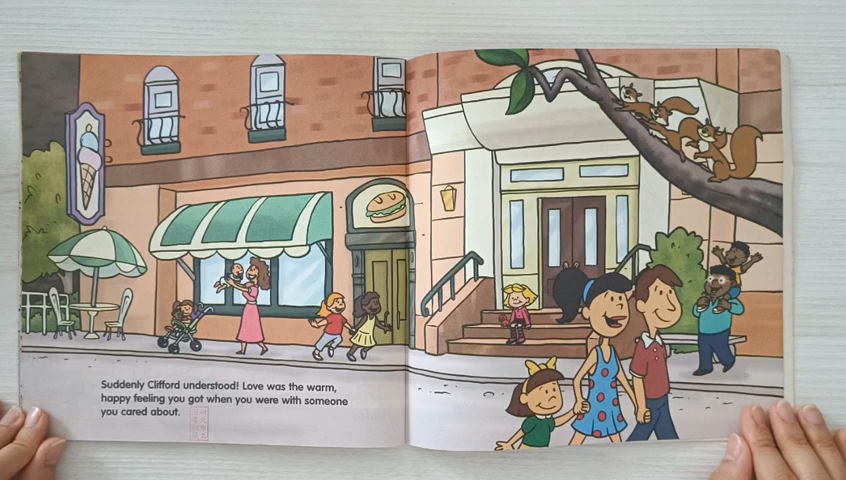 Suddenly Clifford understood! Love was the warm,
happy feeling you got when you were with someone
you cared about.